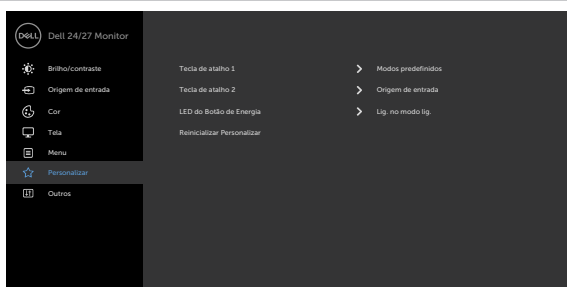 DELL Dell 24/27 Monitor
Brilho/contraste Tecla de atalho 1 Modos predefinidos
Origem de entrada Tecla de atalho 2 Origem de entrada
Cor LED do Botão de Energia Lig. no modo lig.
Tela Reinicializar Personalizar
Menu
Personalizar
Outros